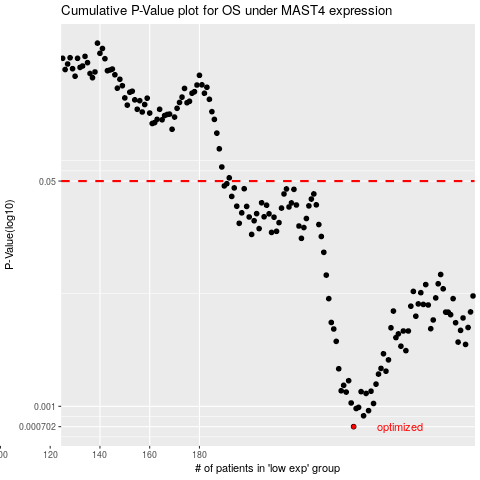 Cumulative P-Value plot for OS under MAST4 expression
P-Value(log10)
0.05
0.001
0.000702
optimized
00 120 140 160 180
# of patients in 'low exp' group